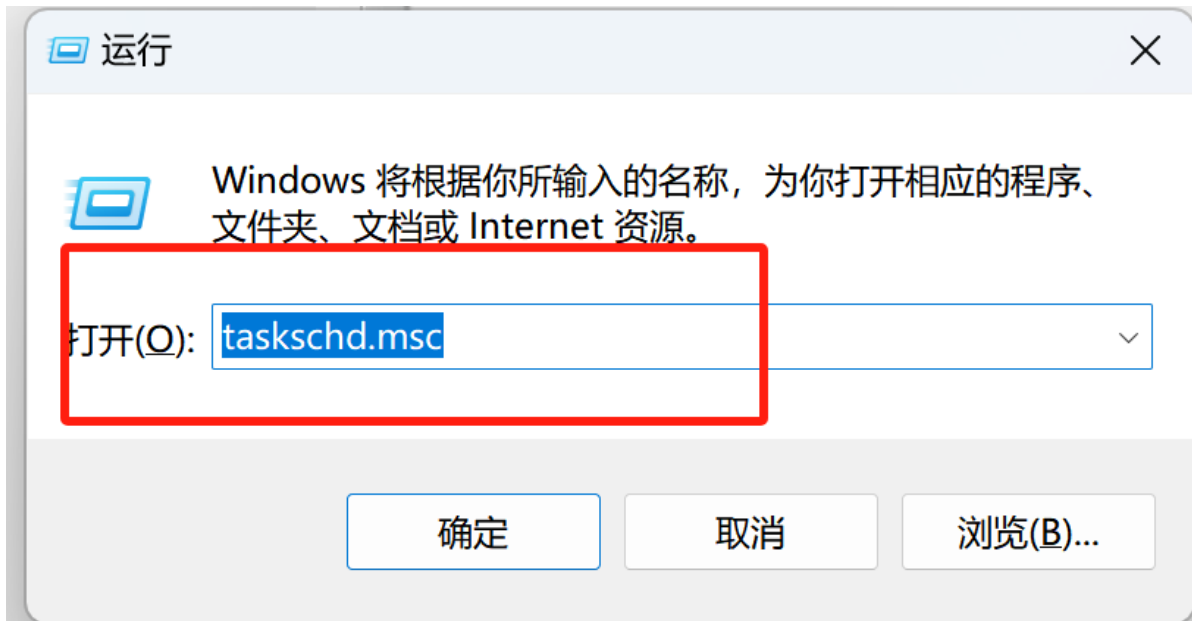 运行
Windows 将根据你所输入的名称，为你打开相应的程序、
文件夹、文档或 Internet 资源。
打开(O): taskschd.msc
确定 取消 浏览(B)...